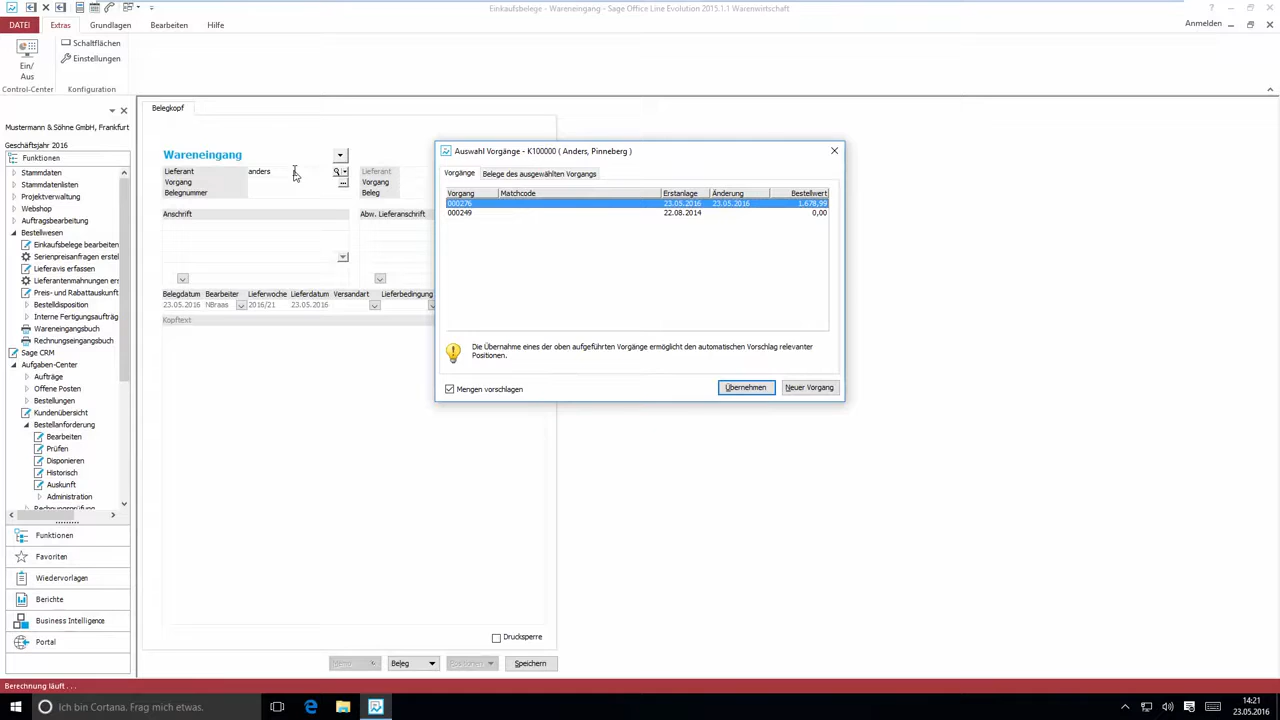 Einkaufsbelege - Wareneingang - Sage Office Line Evolution 2015.1.1 Warenwirtschaft
DATEI Extras Grundlagen Bearbeiten Hilfe
Anmelden
Ein/
Aus
Schaltflächen
Einstellungen
Control-Center Konfiguration
Mustermann & Söhne GmbH, Frankfurt
Geschäftsjahr 2016
Funktionen
Stammdaten
Stammdatenlisten
Projektverwaltung
Webshop
Auftragsbearbeitung
Bestellwesen
Einkaufsbelege bearbeiten
Serienpreisanfragen erstel
Lieferavis erfassen
Lieferantenmahnungen ers
Preis- und Rabattauskunft
Bestelldisposition
Interne Fertigungsaufträg
Wareneingangsbuch
Rechnungseingangsbuch
Sage CRM
Aufgaben-Center
Aufträge
Offene Posten
Bestellungen
Kundenübersicht
Bestellanforderung
Bearbeiten
Prüfen
Disponieren
Historisch
Auskunft
Administration
Rechnungsprüfung
Funktionen
Favoriten
Wiedervorlagen
Berichte
Business Intelligence
Portal
Belegkopf
Wareneingang
Lieferant anders
Vorgang
Belegnummer
Lieferant
Vorgang
Beleg
Anschrift Abw. Lieferanschrift
Belegdatum Bearbeiter Lieferwoche Lieferdatum Versandart Lieferbedingung
23.05.2016 NBraas 2016/21 23.05.2016
Kopftext
Drucksperre
Beleg Positionen Speichern
Auswahl Vorgänge - K100000 ( Anders, Pinneberg )
Vorgänge Belege des ausgewählten Vorgangs
Vorgang Matchcode Erstanlage Änderung Bestellwert
000276 23.05.2016 23.05.2016 1.678,99
000249 22.08.2014 0,00
Die Übernahme eines der oben aufgeführten Vorgänge ermöglicht den automatischen Vorschlag relevanter
Positionen.
Mengen vorschlagen Übernehmen Neuer Vorgang
Berechnung läuft . . .
Ich bin Cortana. Frag mich etwas.
14:21
23.05.2016